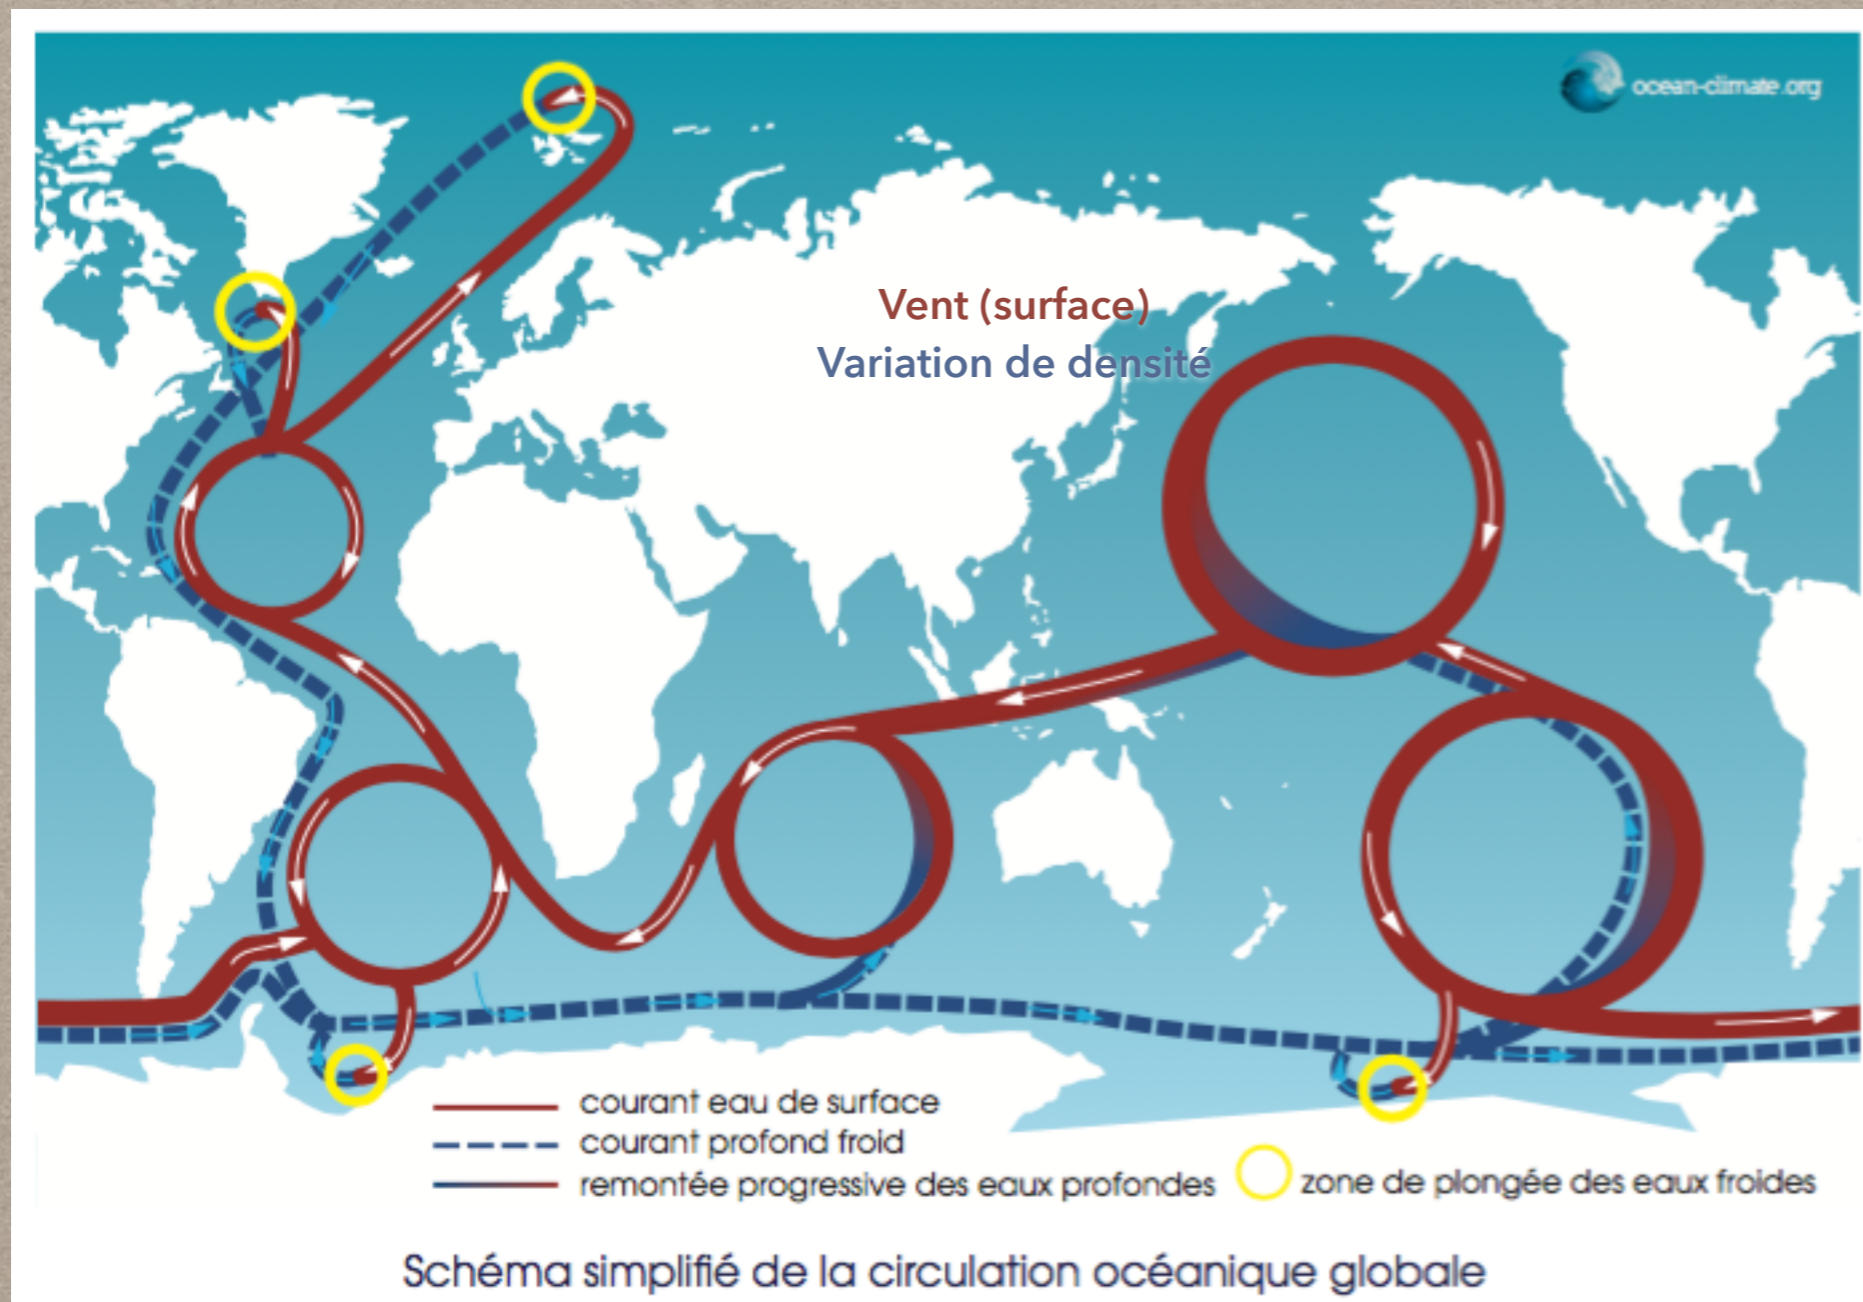 ocean-climate.org
Vent (surface)
Variation de densité
courant eau de surface
courant profond froid
remontée progressive des eaux profondes
zone de plongée des eaux froides
Schéma simplifié de la circulation océanique globale